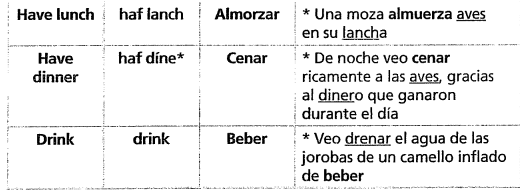 Have lunch haf lanch Almorzar * Una moza almuerza aves
en su lancha
Have
dinner haf díne* Cenar * De noche veo cenar
ricamente a las aves, gracias
al dinero que ganaron
durante el día
Drink drink Beber * Veo drenar el agua de las
jorobas de un camello inflado
de beber